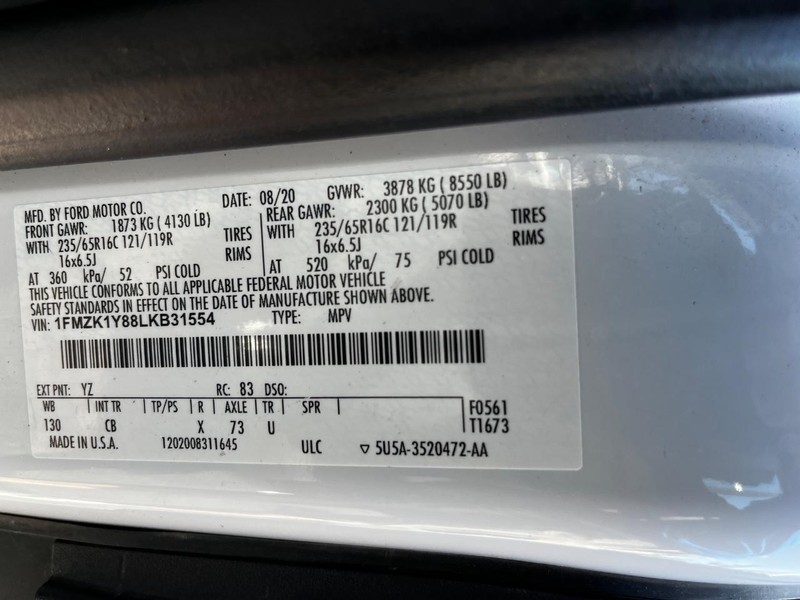 MFD. BY FORD MOTOR CO. DATE: 08/20 GVWR: 3878 KG ( 8550 LB)
FRONT GAWR: 1873 KG ( 4130 LB) REAR GAWR: 2300 KG ( 5070 LB)
WITH 235/65R16C 121/119R TIRES WITH 235/65R16C 121/119R TIRES
16x6.5J RIMS 16x6.5J RIMS
AT 360 kPa/ 52 PSI COLD AT 520 kPa/ 75 PSI COLD
THIS VEHICLE CONFORMS TO ALL APPLICABLE FEDERAL MOTOR VEHICLE
SAFETY STANDARDS IN EFFECT ON THE DATE OF MANUFACTURE SHOWN ABOVE.
VIN: 1FMZK1Y88LKB31554 TYPE: MPV
EXT PNT: YZ RC: 83 DSO:
WB INT TR TP/PS R AXLE TR SPR F0561
130 CB X 73 U T1673
MADE IN U.S.A. 1202008311645 ULC ▽ 5U5A-3520472-AA